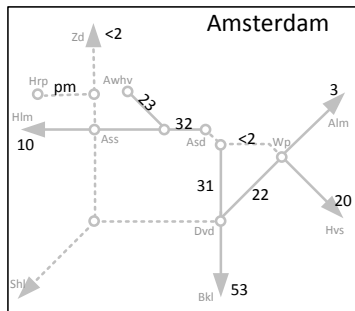 Amsterdam
Zd
<2
Hrp
pm
Awhv
23
3
Alm
Hlm
10
Ass
32
Asd
<2
Wp
31
22
20
Hvs
Dvd
Shl
Bkl
53